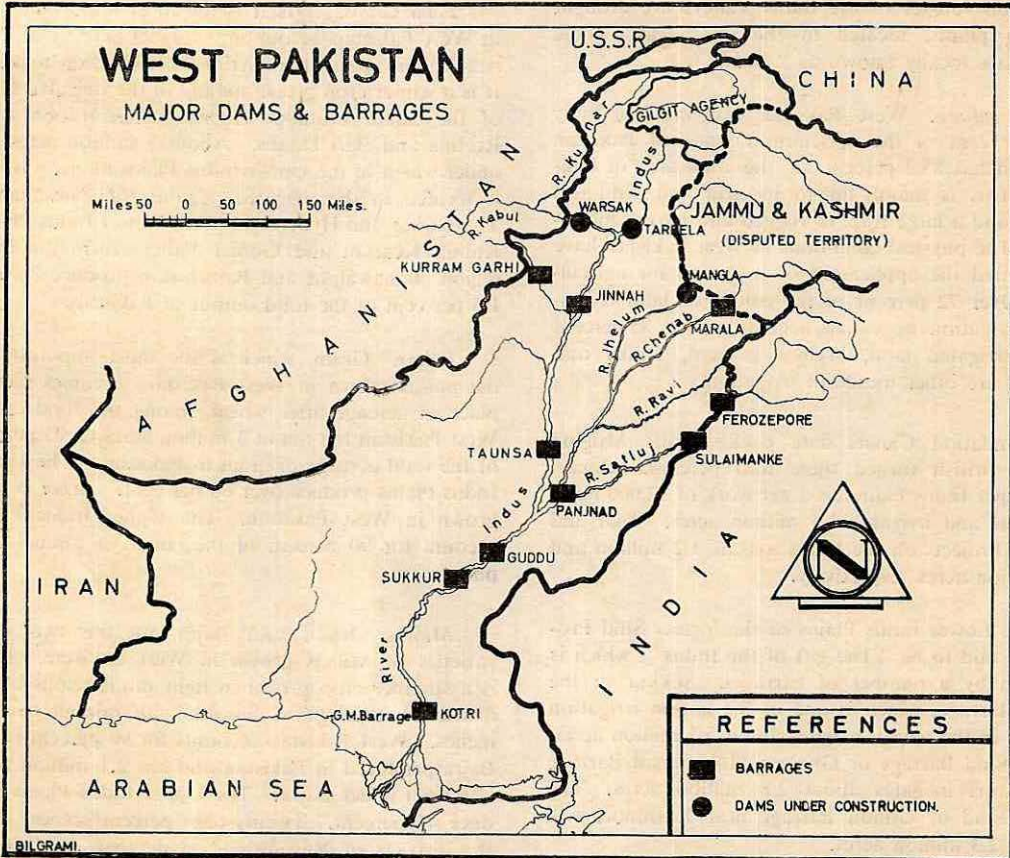 WEST PAKISTAN
MAJOR DAMS & BARRAGES
Miles 50 0 50 100 150 Miles.
U.S.S.R.
CHINA
GILGIT AGENCY
R. Kunar
Indus
AFGHANISTAN
R. Kabul
WARSAK
TARBELA
JAMMU & KASHMIR
(DISPUTED TERRITORY)
KURRAM GARHI
JINNAH
MANGLA
MARALA
R. Jhelum
R. Chenab
R. Ravi
FEROZEPORE
TAUNSA
R. Satluj
SULAIMANKE
PANJNAD
Indus
GUDDU
SUKKUR
IRAN
INDIA
N
River
G.M. Barrage
KOTRI
ARABIAN SEA
REFERENCES
BARRAGES
DAMS UNDER CONSTRUCTION.
BILGRAMI.